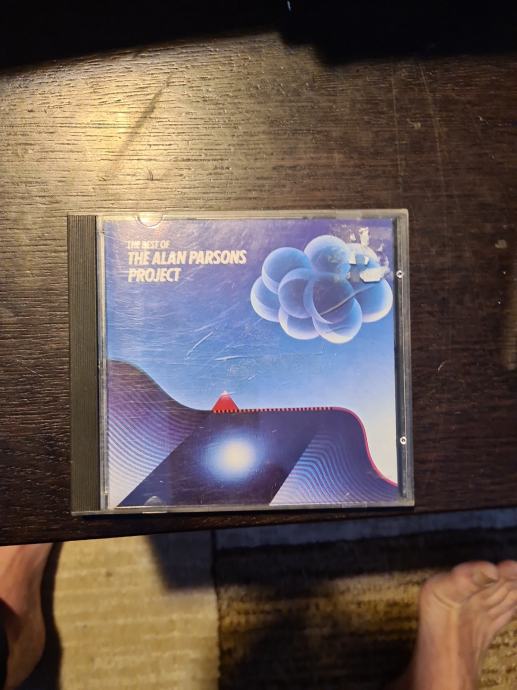 THE BEST OF
THE ALAN PARSONS
PROJECT